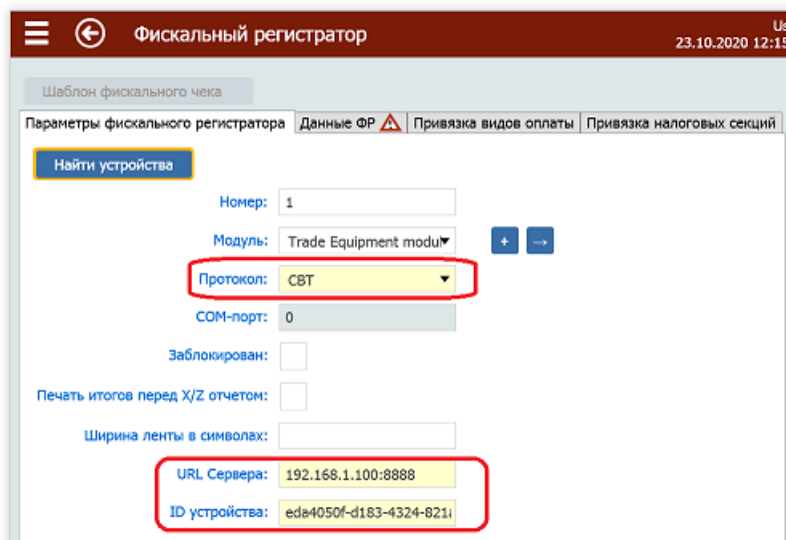 Фискальный регистратор
23.10.2020 12:15
Шаблон фискального чека
Параметры фискального регистратора Данные ФР Привязка видов оплаты Привязка налоговых секций
Найти устройства
Номер: 1
Модуль: Trade Equipment modul
+ →
Протокол: СВТ
COM-порт: 0
Заблокирован:
Печать итогов перед X/Z отчетом:
Ширина ленты в символах:
URL Сервера: 192.168.1.100:8888
ID устройства: eda4050f-d183-4324-821